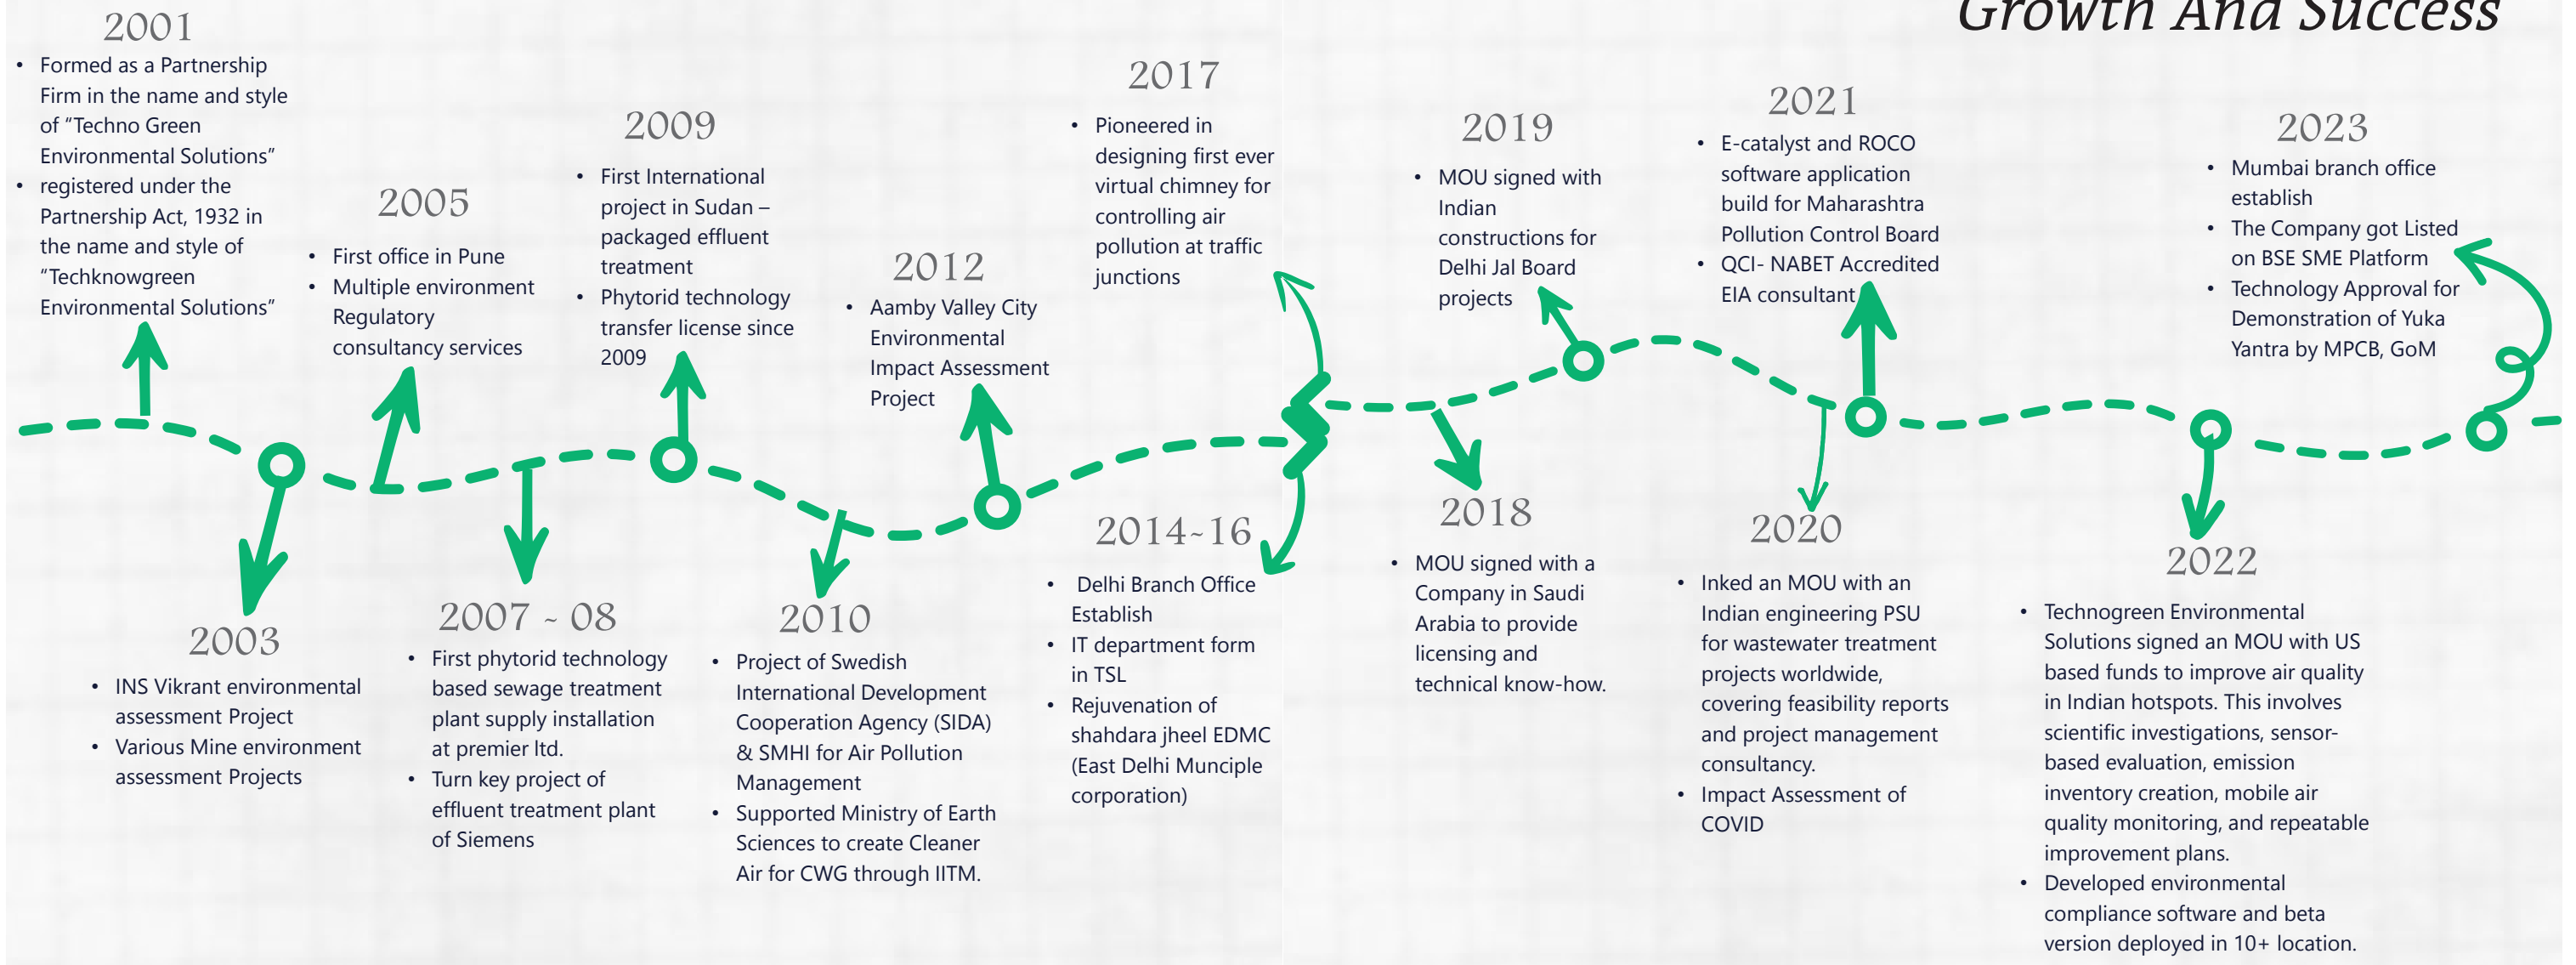 Growth And Success
2001
• Formed as a Partnership
Firm in the name and style
of “Techno Green
Environmental Solutions”
• registered under the
Partnership Act, 1932 in
the name and style of
“Techknowgreen
Environmental Solutions”
2003
• INS Vikrant environmental
assessment Project
• Various Mine environment
assessment Projects
2005
• First office in Pune
• Multiple environment
Regulatory
consultancy services
2007 ~ 08
• First phytorid technology
based sewage treatment
plant supply installation
at premier ltd.
• Turn key project of
effluent treatment plant
of Siemens
2009
• First International
project in Sudan –
packaged effluent
treatment
• Phytorid technology
transfer license since
2009
2010
• Project of Swedish
International Development
Cooperation Agency (SIDA)
& SMHI for Air Pollution
Management
• Supported Ministry of Earth
Sciences to create Cleaner
Air for CWG through IITM.
2012
• Aamby Valley City
Environmental
Impact Assessment
Project
2014~16
• Delhi Branch Office
Establish
• IT department form
in TSL
• Rejuvenation of
shahdara jheel EDMC
(East Delhi Munciple
corporation)
2017
• Pioneered in
designing first ever
virtual chimney for
controlling air
pollution at traffic
junctions
2018
• MOU signed with a
Company in Saudi
Arabia to provide
licensing and
technical know-how.
2019
• MOU signed with
Indian
constructions for
Delhi Jal Board
projects
2020
• Inked an MOU with an
Indian engineering PSU
for wastewater treatment
projects worldwide,
covering feasibility reports
and project management
consultancy.
• Impact Assessment of
COVID
2021
• E-catalyst and ROCO
software application
build for Maharashtra
Pollution Control Board
• QCI- NABET Accredited
EIA consultant
2022
• Technogreen Environmental
Solutions signed an MOU with US
based funds to improve air quality
in Indian hotspots. This involves
scientific investigations, sensor-
based evaluation, emission
inventory creation, mobile air
quality monitoring, and repeatable
improvement plans.
• Developed environmental
compliance software and beta
version deployed in 10+ location.
2023
• Mumbai branch office
establish
• The Company got Listed
on BSE SME Platform
• Technology Approval for
Demonstration of Yuka
Yantra by MPCB, GoM